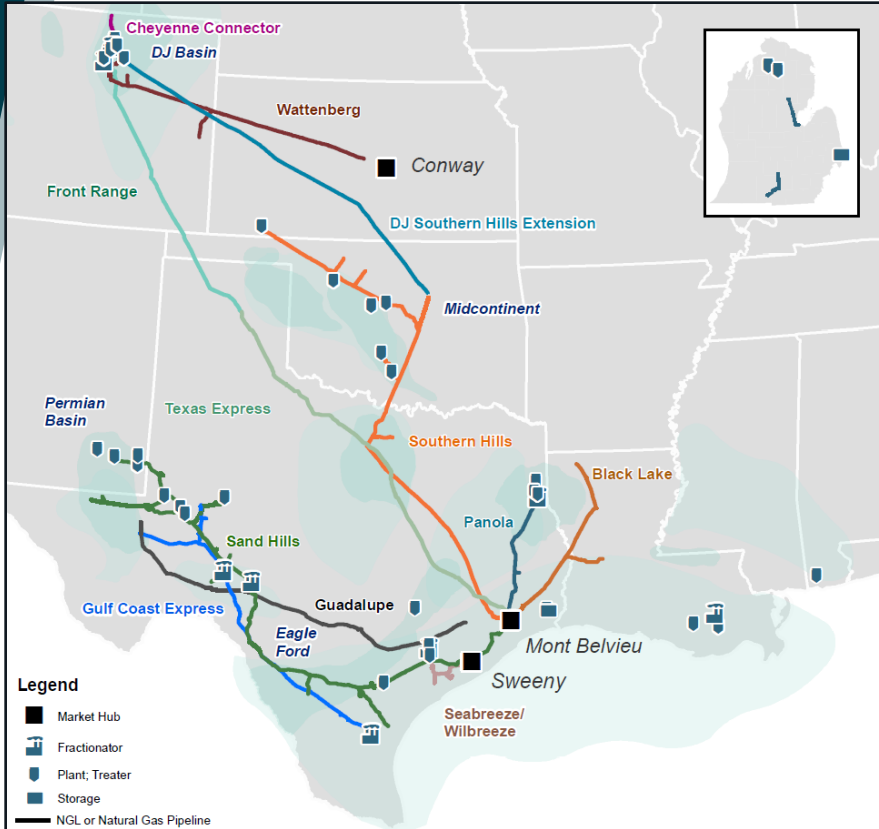 Cheyenne Connector
DJ Basin
Wattenberg
Conway
Front Range
DJ Southern Hills Extension
Midcontinent
Permian
Basin
Texas Express
Southern Hills
Black Lake
Panola
Sand Hills
Guadalupe
Gulf Coast Express
Eagle
Ford
Mont Belvieu
Sweeny
Seabreeze/
Wilbreeze
Legend
Market Hub
Fractionator
Plant; Treater
Storage
NGL or Natural Gas Pipeline